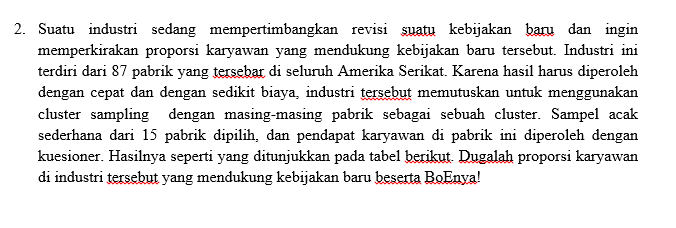 2. Suatu industri sedang mempertimbangkan revisi suatu kebijakan baru dan ingin
memperkirakan proporsi karyawan yang mendukung kebijakan baru tersebut. Industri ini
terdiri dari 87 pabrik yang tersebar di seluruh Amerika Serikat. Karena hasil harus diperoleh
dengan cepat dan dengan sedikit biaya, industri tersebut memutuskan untuk menggunakan
cluster sampling dengan masing-masing pabrik sebagai sebuah cluster. Sampel acak
sederhana dari 15 pabrik dipilih, dan pendapat karyawan di pabrik ini diperoleh dengan
kuesioner. Hasilnya seperti yang ditunjukkan pada tabel berikut. Dugalah proporsi karyawan
di industri tersebut yang mendukung kebijakan baru beserta BoEnya!